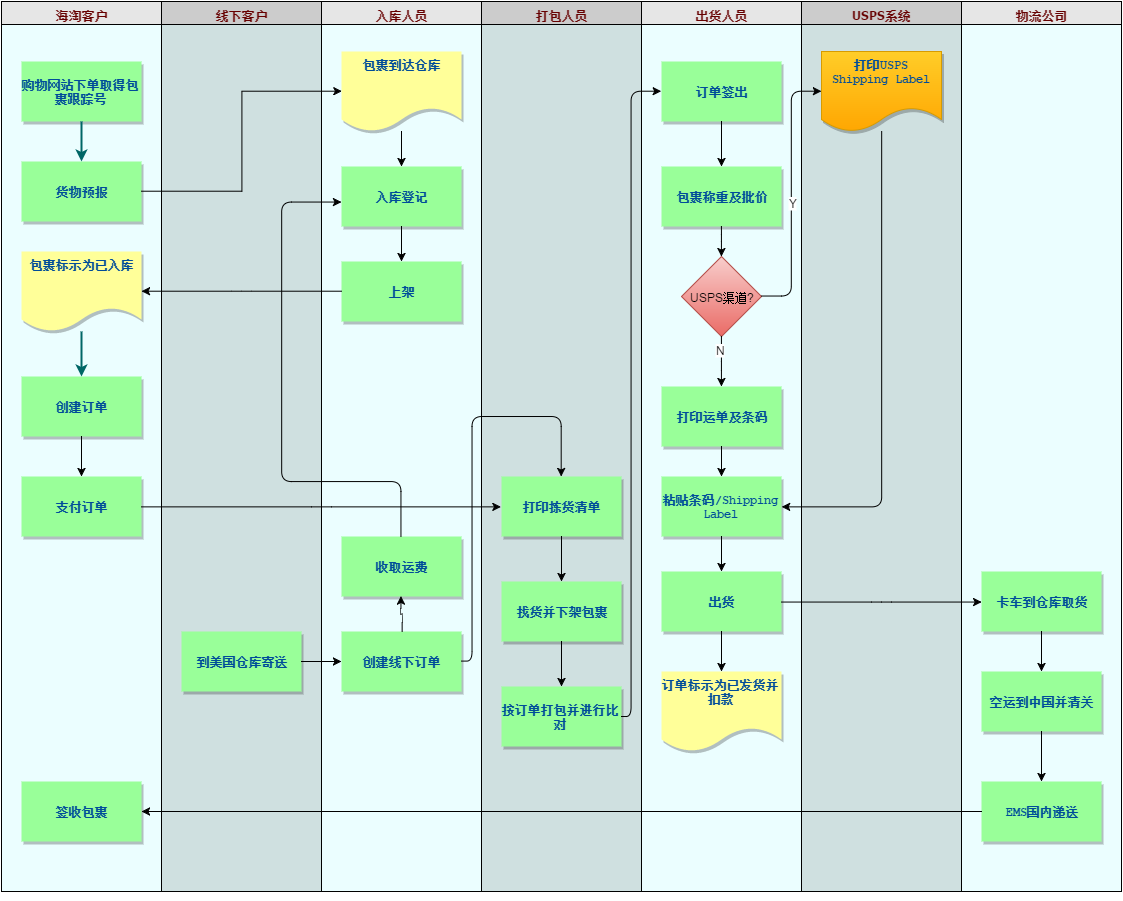 海淘客户
线下客户
入库人员
打包人员
出货人员
USPS系统
物流公司
购物网站下单取得包
裹跟踪号
货物预报
包裹标示为已入库
创建订单
支付订单
签收包裹
到美国仓库寄送
包裹到达仓库
入库登记
上架
收取运费
创建线下订单
打印拣货清单
找货并下架包裹
按订单打包并进行比
对
订单签出
包裹称重及批价
USPS渠道?
Y
N
打印运单及条码
粘贴条码/Shipping
Label
出货
订单标示为已发货并
扣款
打印USPS
Shipping Label
卡车到仓库取货
空运到中国并清关
EMS国内递送